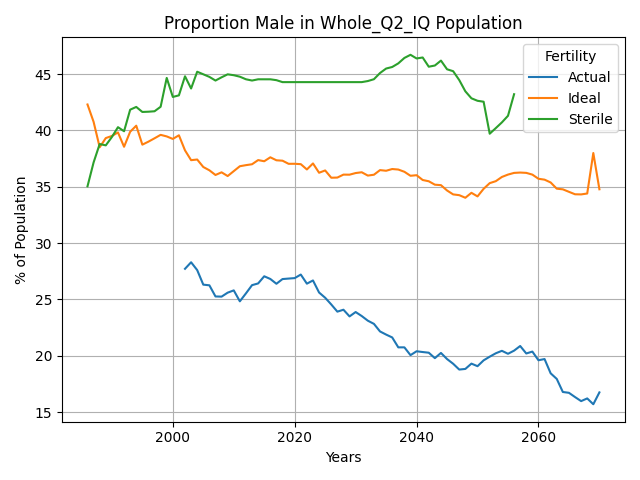 Proportion Male in Whole_Q2_IQ Population
Fertility
Actual
Ideal
Sterile
% of Population
45
40
35
30
25
20
15
2000
2020
2040
2060
Years